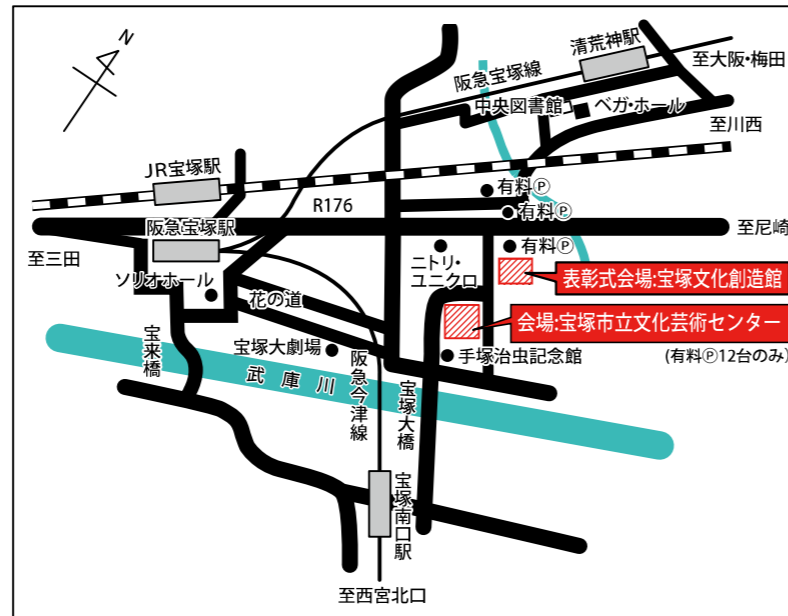 N
清荒神駅
阪急宝塚線
至大阪・梅田
中央図書館
ベガ・ホール
至川西
JR宝塚駅
有料Ⓟ
R176
有料Ⓟ
阪急宝塚駅
至尼崎
至三田
有料Ⓟ
ニトリ・
ユニクロ
ソリオホール
表彰式会場:宝塚文化創造館
花の道
会場:宝塚市立文化芸術センター
宝来橋
宝塚大劇場
手塚治虫記念館
(有料Ⓟ12台のみ)
武庫川
阪急今津線
宝塚大橋
宝塚南口駅
至西宮北口